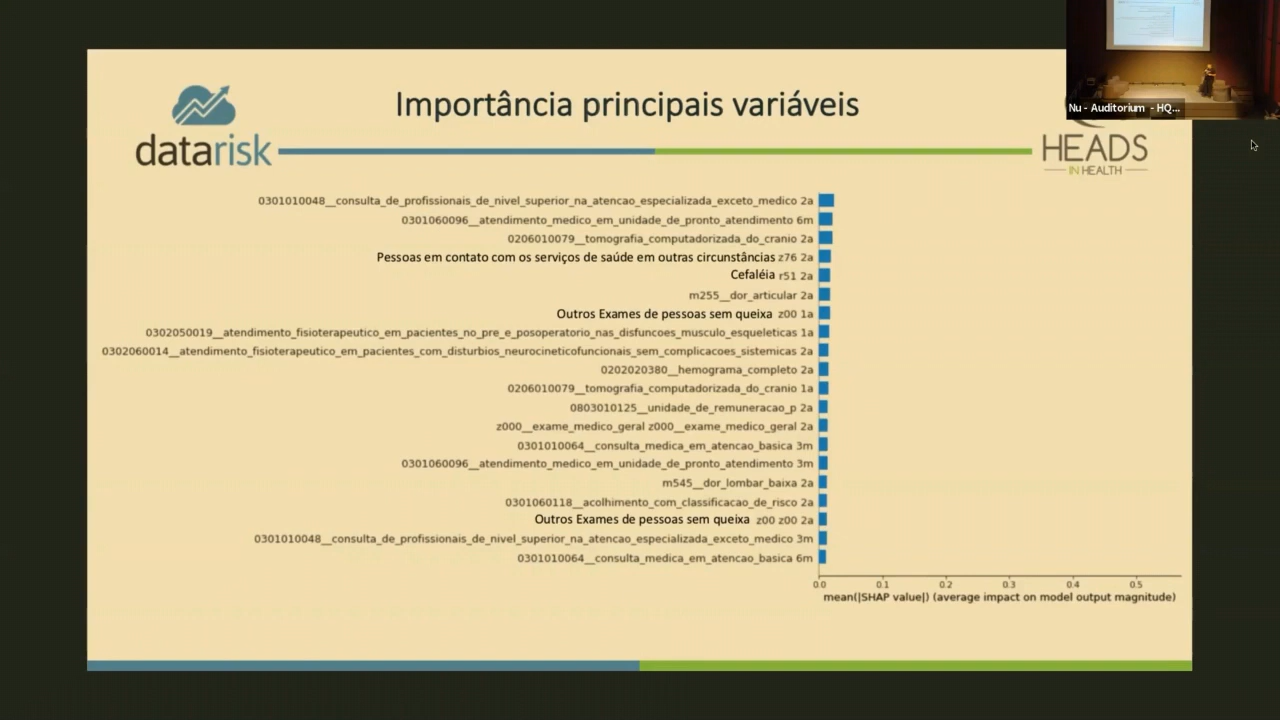 Nu - Auditorium - HQ...
Importância principais variáveis
datarisk
HEADS
IN HEALTH
0301010048__consulta_de_profissionais_de_nivel_superior_na_atencao_especializada_exceto_medico 2a
0301060096__atendimento_medico_em_unidade_de_pronto_atendimento 6m
0206010079__tomografia_computadorizada_do_cranio 2a
Pessoas em contato com os serviços de saúde em outras circunstâncias z76 2a
Cefaléia r51 2a
m255__dor_articular 2a
Outros Exames de pessoas sem queixa z00 1a
0302050019__atendimento_fisioterapeutico_em_pacientes_no_pre_e_posoperatorio_nas_disfuncoes_musculo_esqueleticas 1a
0302060014__atendimento_fisioterapeutico_em_pacientes_com_disturbios_neurocineticofuncionais_sem_complicacoes_sistemicas 2a
0202020380__hemograma_completo 2a
0206010079__tomografia_computadorizada_do_cranio 1a
0803010125__unidade_de_remuneracao_p 2a
z000__exame_medico_geral z000__exame_medico_geral 2a
0301010064__consulta_medica_em_atencao_basica 3m
0301060096__atendimento_medico_em_unidade_de_pronto_atendimento 3m
m545__dor_lombar_baixa 2a
0301060118__acolhimento_com_classificacao_de_risco 2a
Outros Exames de pessoas sem queixa z00 z00 2a
0301010048__consulta_de_profissionais_de_nivel_superior_na_atencao_especializada_exceto_medico 3m
0301010064__consulta_medica_em_atencao_basica 6m
0.0 0.1 0.2 0.3 0.4 0.5
mean(|SHAP value|) (average impact on model output magnitude)